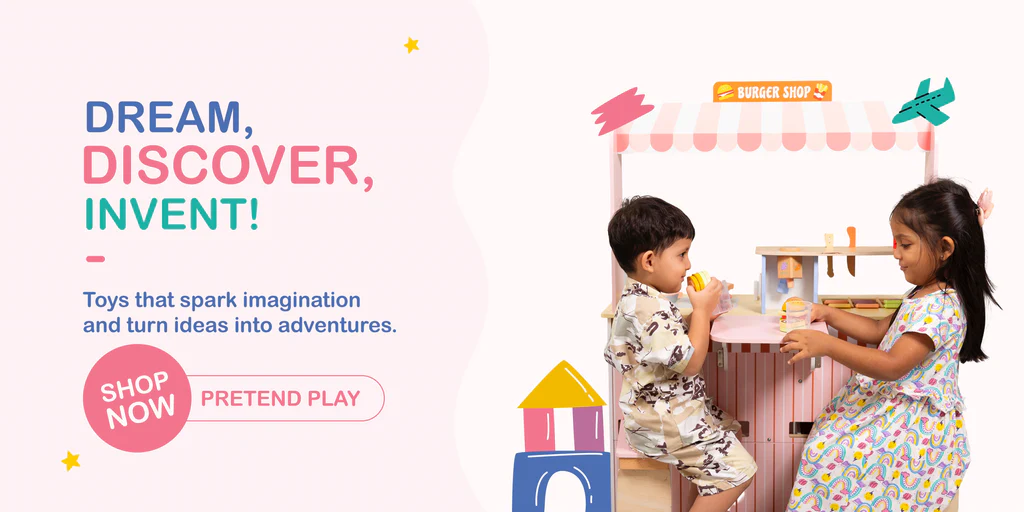 DREAM,
DISCOVER,
INVENT!
Toys that spark imagination
and turn ideas into adventures.
SHOP
NOW
PRETEND PLAY
BURGER SHOP